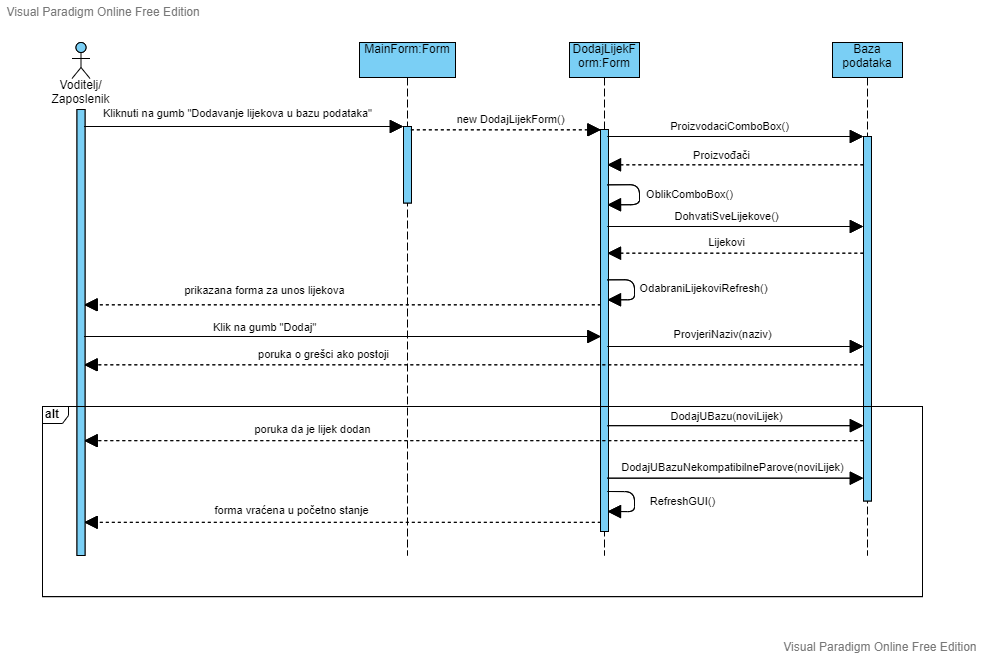 Visual Paradigm Online Free Edition
Voditelj/
Zaposlenik
MainForm:Form
DodajLijekF
orm:Form
Baza
podataka
Kliknuti na gumb "Dodavanje lijekova u bazu podataka"
new DodajLijekForm()
ProizvodaciComboBox()
Proizvođači
OblikComboBox()
DohvatiSveLijekove()
Lijekovi
OdabraniLijekoviRefresh()
prikazana forma za unos lijekova
Klik na gumb "Dodaj"
ProvjeriNaziv(naziv)
poruka o grešci ako postoji
alt
DodajUBazu(noviLijek)
poruka da je lijek dodan
DodajUBazuNekompatibilneParove(noviLijek)
RefreshGUI()
forma vraćena u početno stanje
Visual Paradigm Online Free Edition